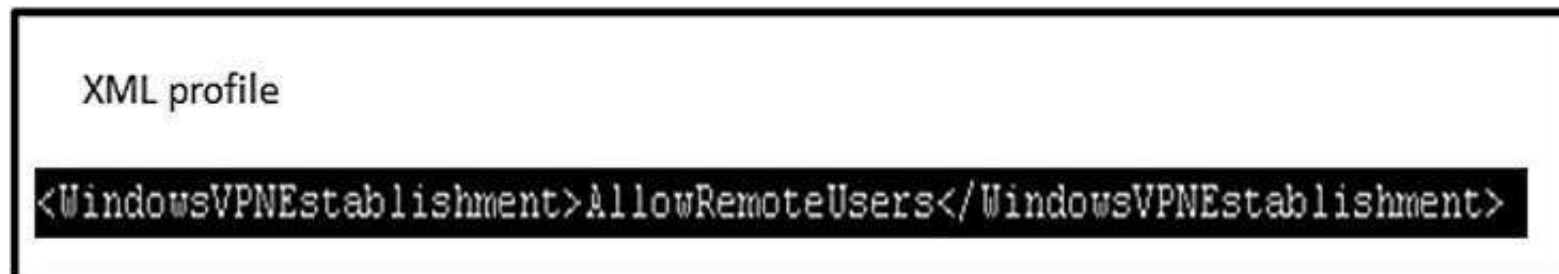 XML profile
<WindowsVPNEstablishment>AllowRemoteUsers</WindowsVPNEstablishment>